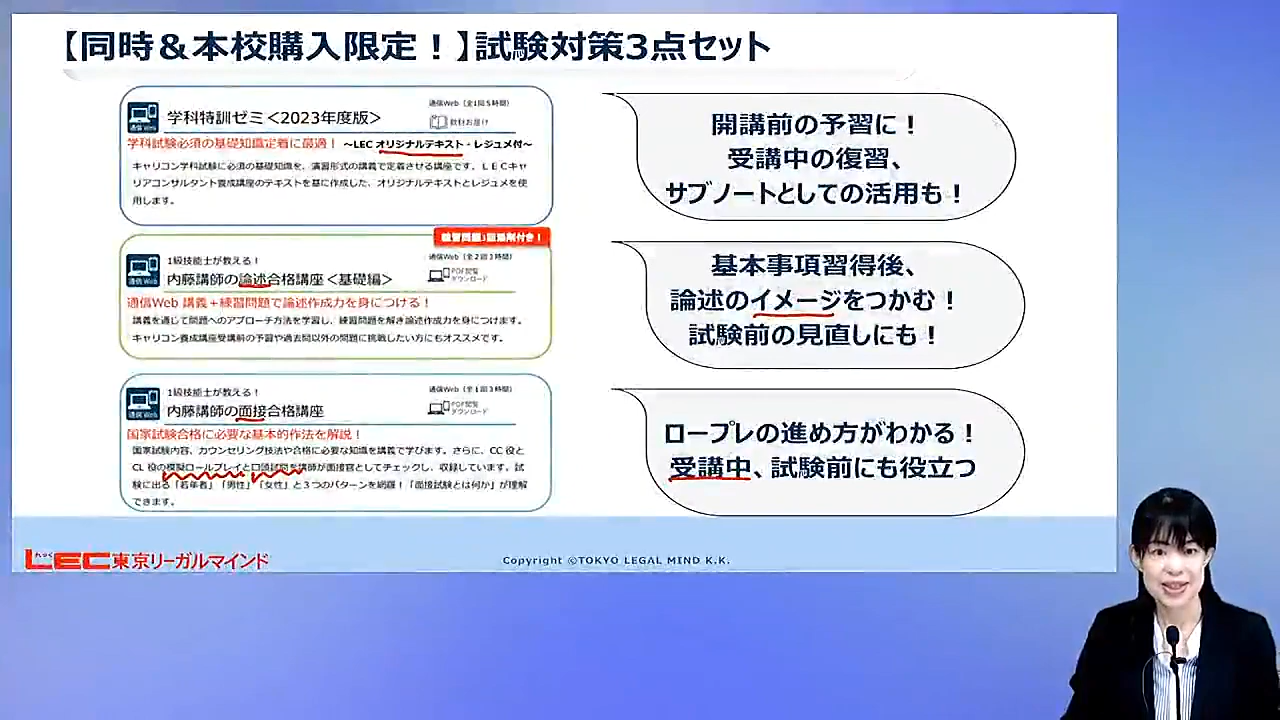 【同時＆本校購入限定！】試験対策3点セット
通信Web（全1回5時間）
学科特訓ゼミ＜2023年度版＞
教材お届け
通信Web
学科試験必須の基礎知識定着に最適！ ～LEC オリジナルテキスト・レジュメ付～
キャリコン学科試験に必須の基礎知識を、演習形式の講義で定着させる講座です。ＬＥＣキャ
リアコンサルタント養成講座のテキストを基に作成した、オリジナルテキストとレジュメを使
用します。
開講前の予習に！
受講中の復習、
サブノートとしての活用も！
練習問題1回添削付き！
1級技能士が教える！
通信Web（全２回３時間）
内藤講師の論述合格講座＜基礎編＞
PDF閲覧
ダウンロード
通信Web
通信Web 講義＋練習問題で論述作成力を身につける！
講義を通じて問題へのアプローチ方法を学習し、練習問題を解き論述作成力を身につけます。
キャリコン養成講座受講前の予習や過去問以外の問題に挑戦したい方にもオススメです。
基本事項習得後、
論述のイメージをつかむ！
試験前の見直しにも！
1級技能士が教える！
通信Web（全１回３時間）
内藤講師の面接合格講座
PDF閲覧
ダウンロード
通信Web
国家試験合格に必要な基本的作法を解説！
国家試験内容、カウンセリング技法や合格に必要な知識を講義で学びます。さらに、CC 役と
CL 役の模擬ロールプレイと口頭試問を講師が面接官としてチェックし、収録しています。試
験に出る「若年者」「男性」「女性」と３つのパターンを網羅！「面接試験とは何か」が理解
できます。
ロープレの進め方がわかる！
受講中、試験前にも役立つ
れっく
LEC東京リーガルマインド
Copyright ©TOKYO LEGAL MIND K.K.